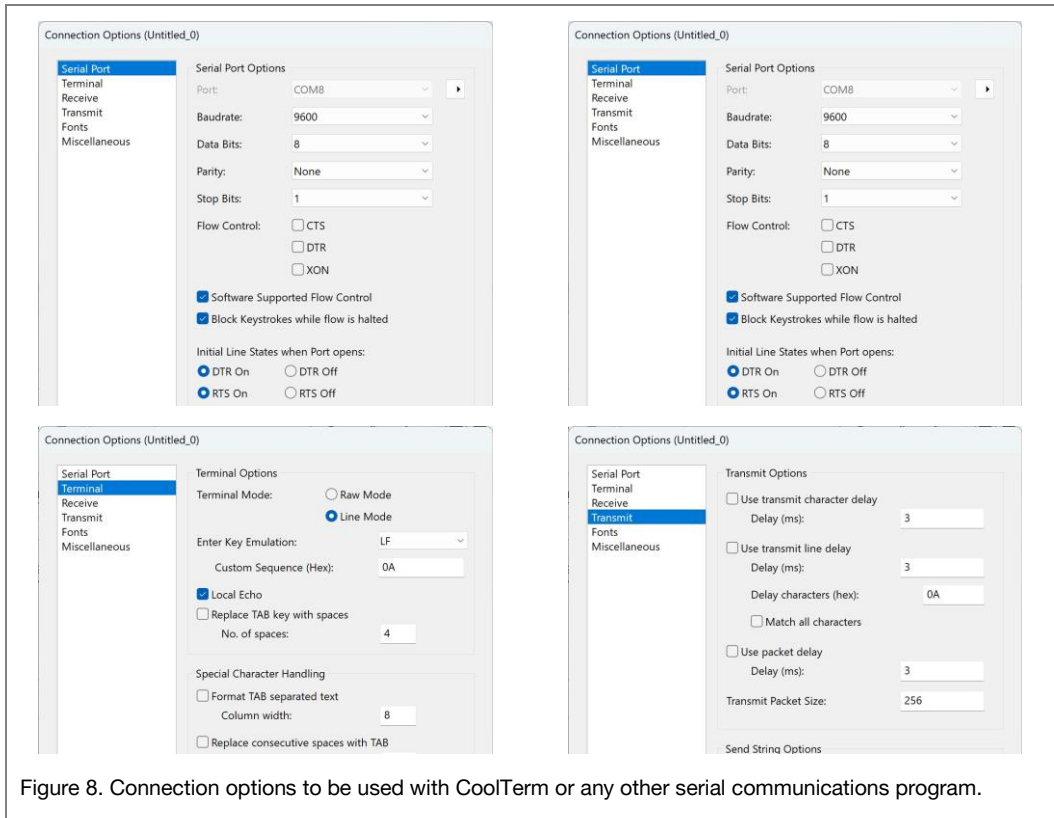 Connection Options (Untitled_0)
Serial Port
Terminal
Receive
Transmit
Fonts
Miscellaneous
Serial Port Options
Port: COM8
Baudrate: 9600
Data Bits: 8
Parity: None
Stop Bits: 1
Flow Control: CTS
DTR
XON
Software Supported Flow Control
Block Keystrokes while flow is halted
Initial Line States when Port opens:
DTR On DTR Off
RTS On RTS Off
Connection Options (Untitled_0)
Serial Port
Terminal
Receive
Transmit
Fonts
Miscellaneous
Serial Port Options
Port: COM8
Baudrate: 9600
Data Bits: 8
Parity: None
Stop Bits: 1
Flow Control: CTS
DTR
XON
Software Supported Flow Control
Block Keystrokes while flow is halted
Initial Line States when Port opens:
DTR On DTR Off
RTS On RTS Off
Connection Options (Untitled_0)
Serial Port
Terminal
Receive
Transmit
Fonts
Miscellaneous
Terminal Options
Terminal Mode: Raw Mode
Line Mode
Enter Key Emulation: LF
Custom Sequence (Hex): 0A
Local Echo
Replace TAB key with spaces
No. of spaces: 4
Special Character Handling
Format TAB separated text
Column width: 8
Replace consecutive spaces with TAB
Connection Options (Untitled_0)
Serial Port
Terminal
Receive
Transmit
Fonts
Miscellaneous
Transmit Options
Use transmit character delay
Delay (ms): 3
Use transmit line delay
Delay (ms): 3
Delay characters (hex): 0A
Match all characters
Use packet delay
Delay (ms): 3
Transmit Packet Size: 256
Send String Options
Figure 8. Connection options to be used with CoolTerm or any other serial communications program.